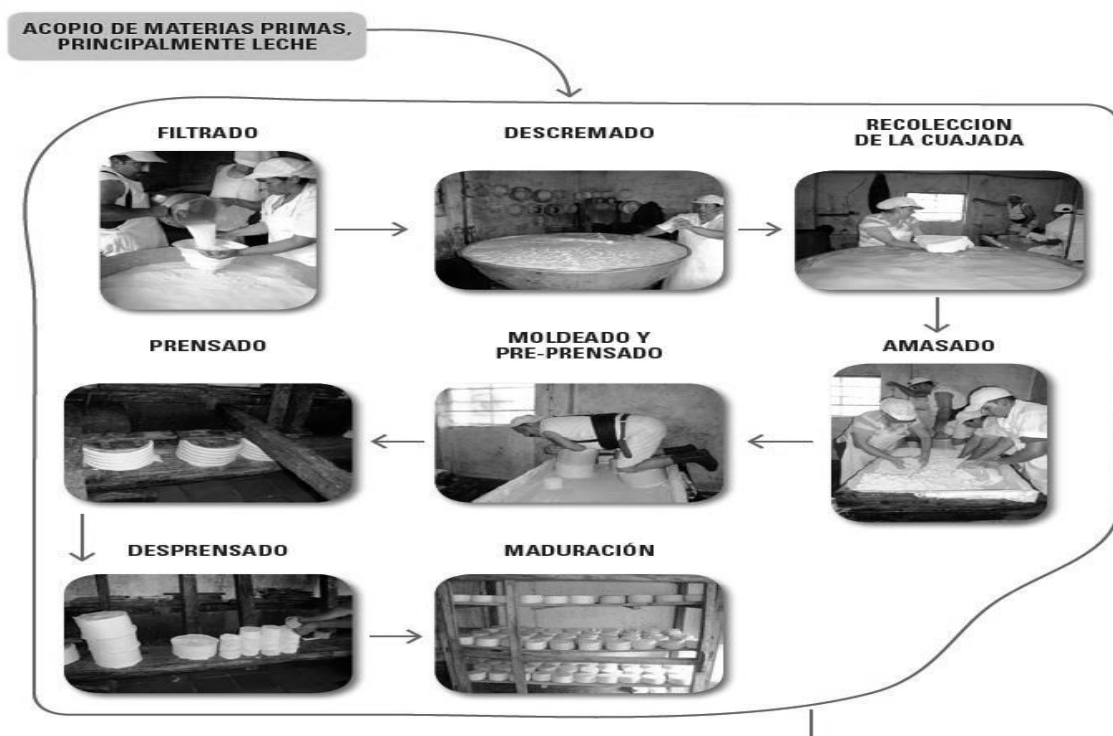 ACOPIO DE MATERIAS PRIMAS,
PRINCIPALMENTE LECHE
FILTRADO
DESCREMADO
RECOLECCION
DE LA CUAJADA
PRENSADO
MOLDEADO Y
PRE-PRENSADO
AMASADO
DESPRENSADO
MADURACIÓN